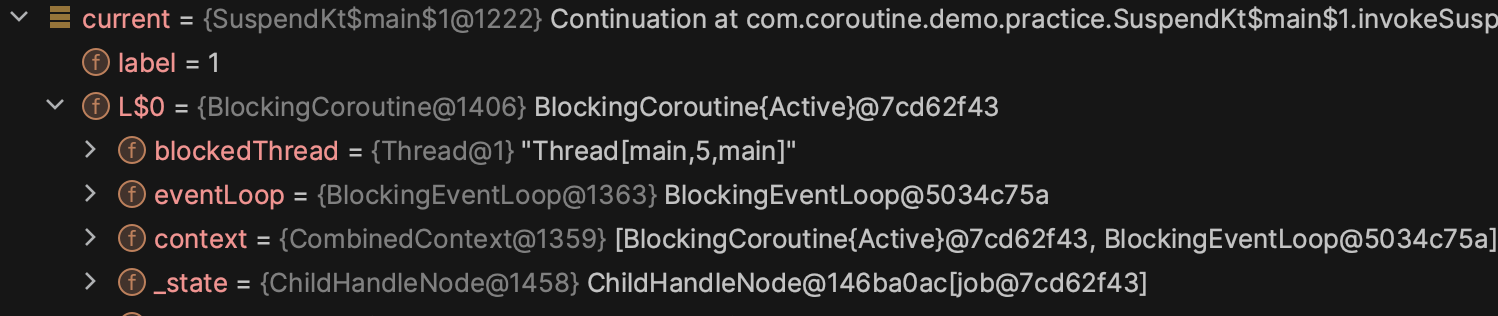 current = {SuspendKt$main$1@1222} Continuation at com.coroutine.demo.practice.SuspendKt$main$1.invokeSusp
f label = 1
f L$0 = {BlockingCoroutine@1406} BlockingCoroutine{Active}@7cd62f43
f blockedThread = {Thread@1} "Thread[main,5,main]"
f eventLoop = {BlockingEventLoop@1363} BlockingEventLoop@5034c75a
f context = {CombinedContext@1359} [BlockingCoroutine{Active}@7cd62f43, BlockingEventLoop@5034c75a]
f _state = {ChildHandleNode@1458} ChildHandleNode@146ba0ac[job@7cd62f43]